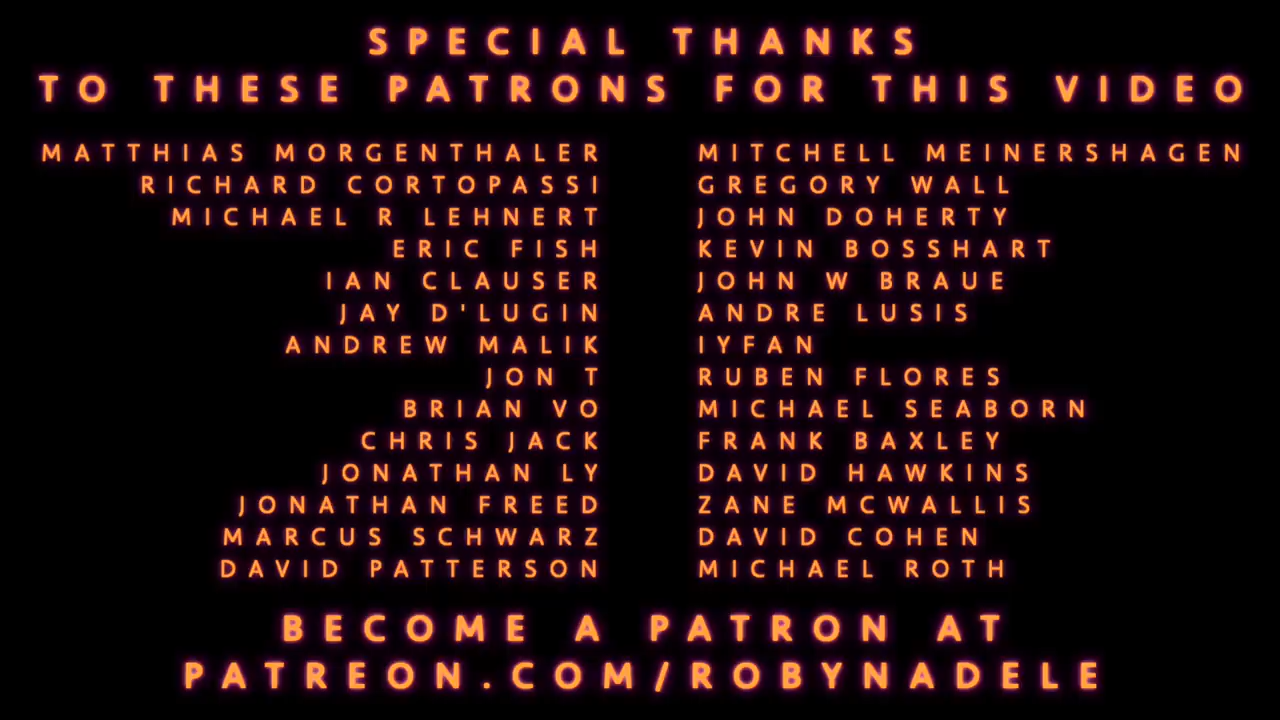 SPECIAL THANKS
TO THESE PATRONS FOR THIS VIDEO
MATTHIAS MORGENTHALER
RICHARD CORTOPASSI
MICHAEL R LEHNERT
ERIC FISH
IAN CLAUSER
JAY D'LUGIN
ANDREW MALIK
JON T
BRIAN VO
CHRIS JACK
JONATHAN LY
JONATHAN FREED
MARCUS SCHWARZ
DAVID PATTERSON
MITCHELL MEINERSHAGEN
GREGORY WALL
JOHN DOHERTY
KEVIN BOSSHART
JOHN W BRAUE
ANDRE LUSIS
IYFAN
RUBEN FLORES
MICHAEL SEABORN
FRANK BAXLEY
DAVID HAWKINS
ZANE MCWALLIS
DAVID COHEN
MICHAEL ROTH
BECOME A PATRON AT
PATREON.COM/ROBYNADELE